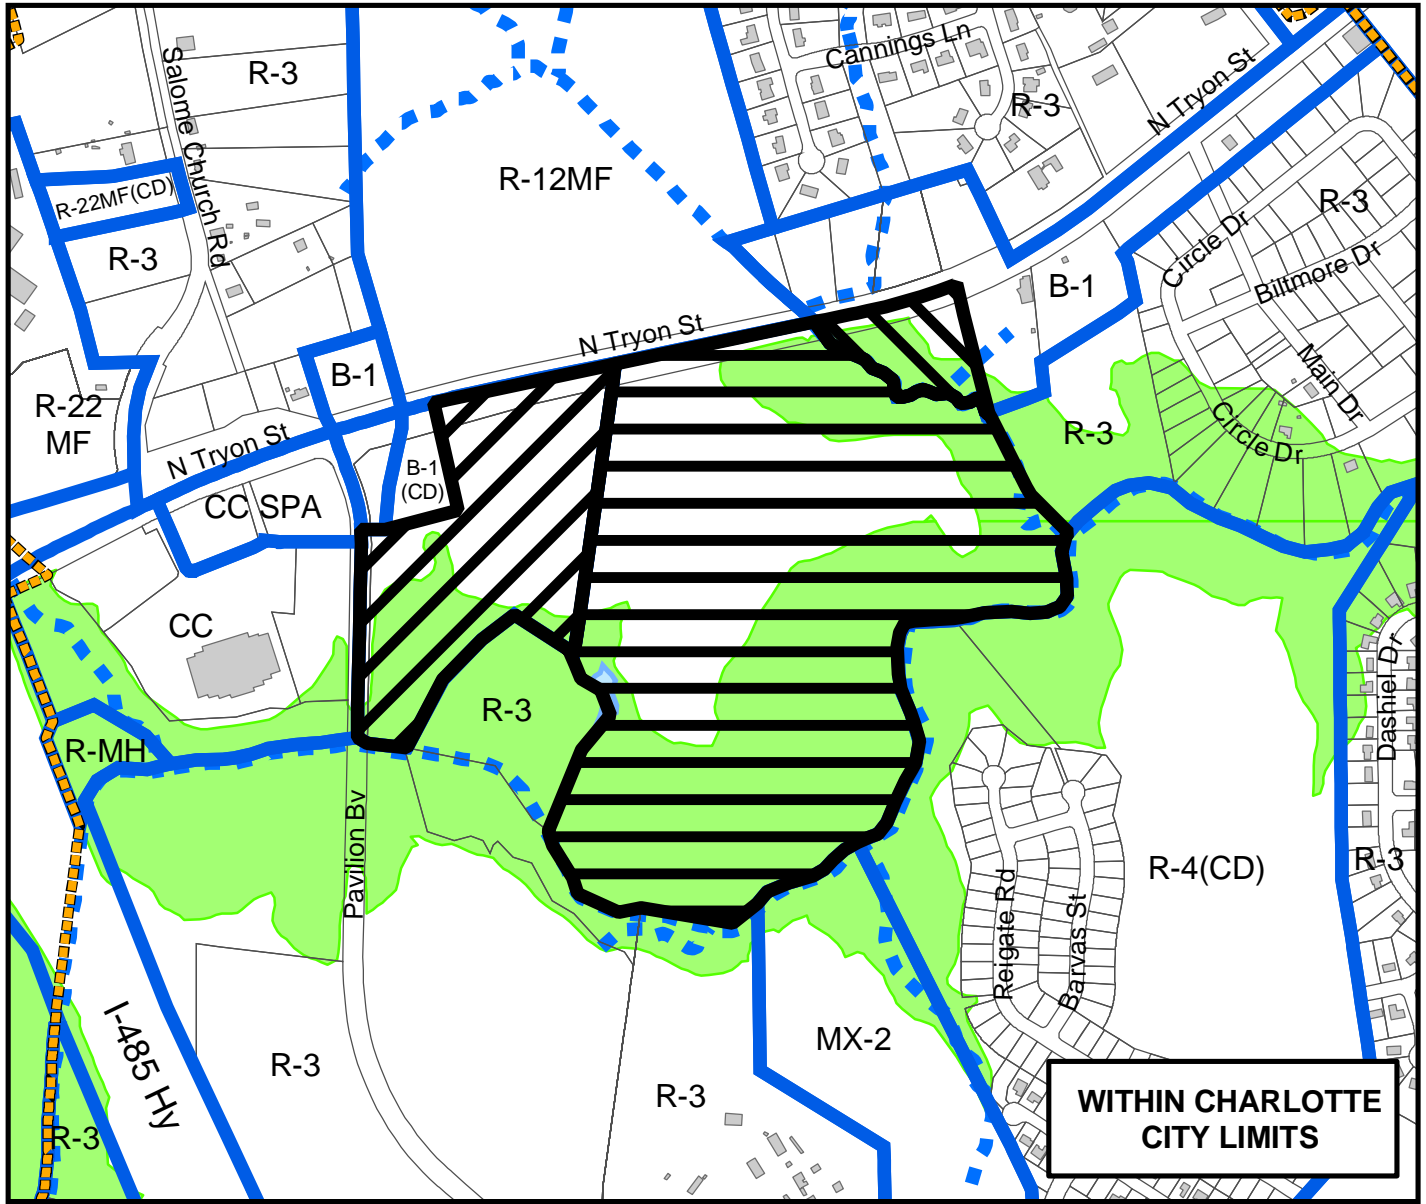 Salome Church Rd
R-3
Cannings Ln
R-3
N Tryon St
R-12MF
R-22MF(CD)
R-3
R-3
Circle Dr
Biltmore Dr
B-1
N Tryon St
B-1
Main Dr
R-22
MF
N Tryon St
Circle Dr
R-3
B-1
(CD)
CC SPA
CC
R-3
Dashiel Dr
R-MH
Pavilion Bv
R-4(CD)
R-3
Reigate Rd
Barvas St
I-485 Hy
MX-2
R-3
R-3
R-3
WITHIN CHARLOTTE
CITY LIMITS